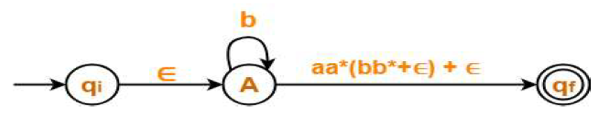 b
∈ aa*(bb*+∈) + ∈
qi A qf